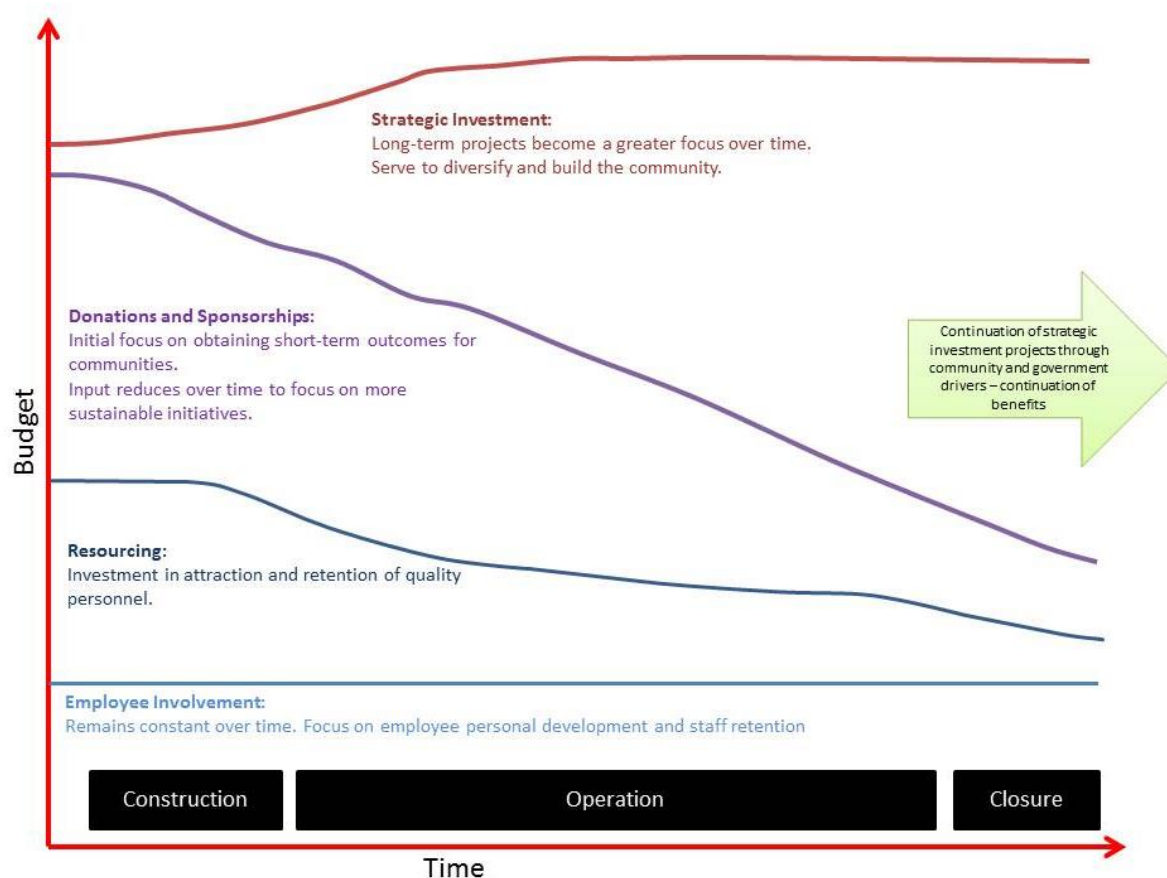 Strategic Investment:
Long-term projects become a greater focus over time.
Serve to diversify and build the community.
Donations and Sponsorships:
Initial focus on obtaining short-term outcomes for
communities.
Input reduces over time to focus on more
sustainable initiatives.
Continuation of strategic
investment projects through
community and government
drivers – continuation of
benefits
Budget
Resourcing:
Investment in attraction and retention of quality
personnel.
Employee Involvement:
Remains constant over time. Focus on employee personal development and staff retention
Construction
Operation
Closure
Time